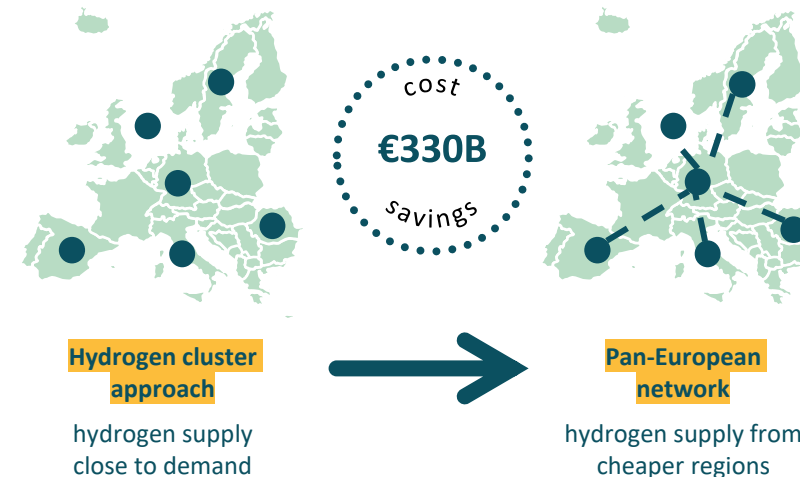 cost
€330B
savings
Hydrogen cluster
approach
hydrogen supply
close to demand
Pan-European
network
hydrogen supply from
cheaper regions